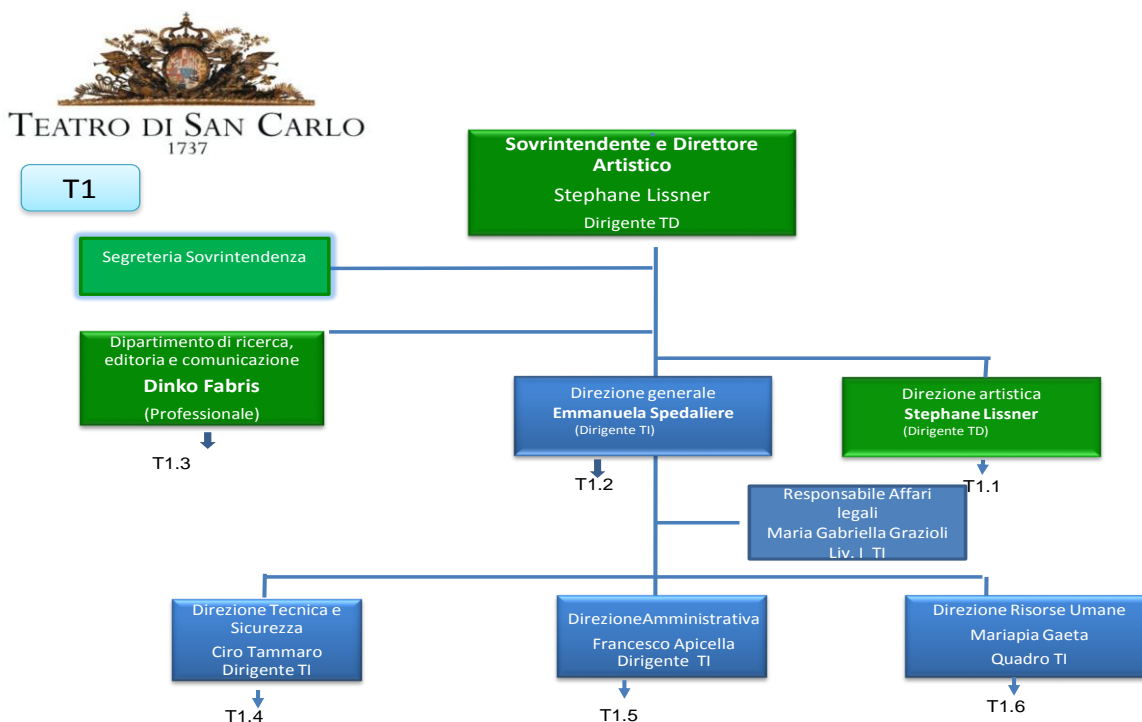 TEATRO DI SAN CARLO
1737
T1
Sovrintendente e Direttore
Artistico
Stephane Lissner
Dirigente TD
Segreteria Sovrintendenza
Dipartimento di ricerca,
editoria e comunicazione
Dinko Fabris
(Professionale)
T1.3
Direzione generale
Emmanuela Spedaliere
(Dirigente TI)
T1.2
Direzione artistica
Stephane Lissner
(Dirigente TD)
T1.1
Responsabile Affari
legali
Maria Gabriella Grazioli
Liv. I TI
Direzione Tecnica e
Sicurezza
Ciro Tammaro
Dirigente TI
T1.4
DirezioneAmministrativa
Francesco Apicella
Dirigente TI
T1.5
Direzione Risorse Umane
Mariapia Gaeta
Quadro TI
T1.6